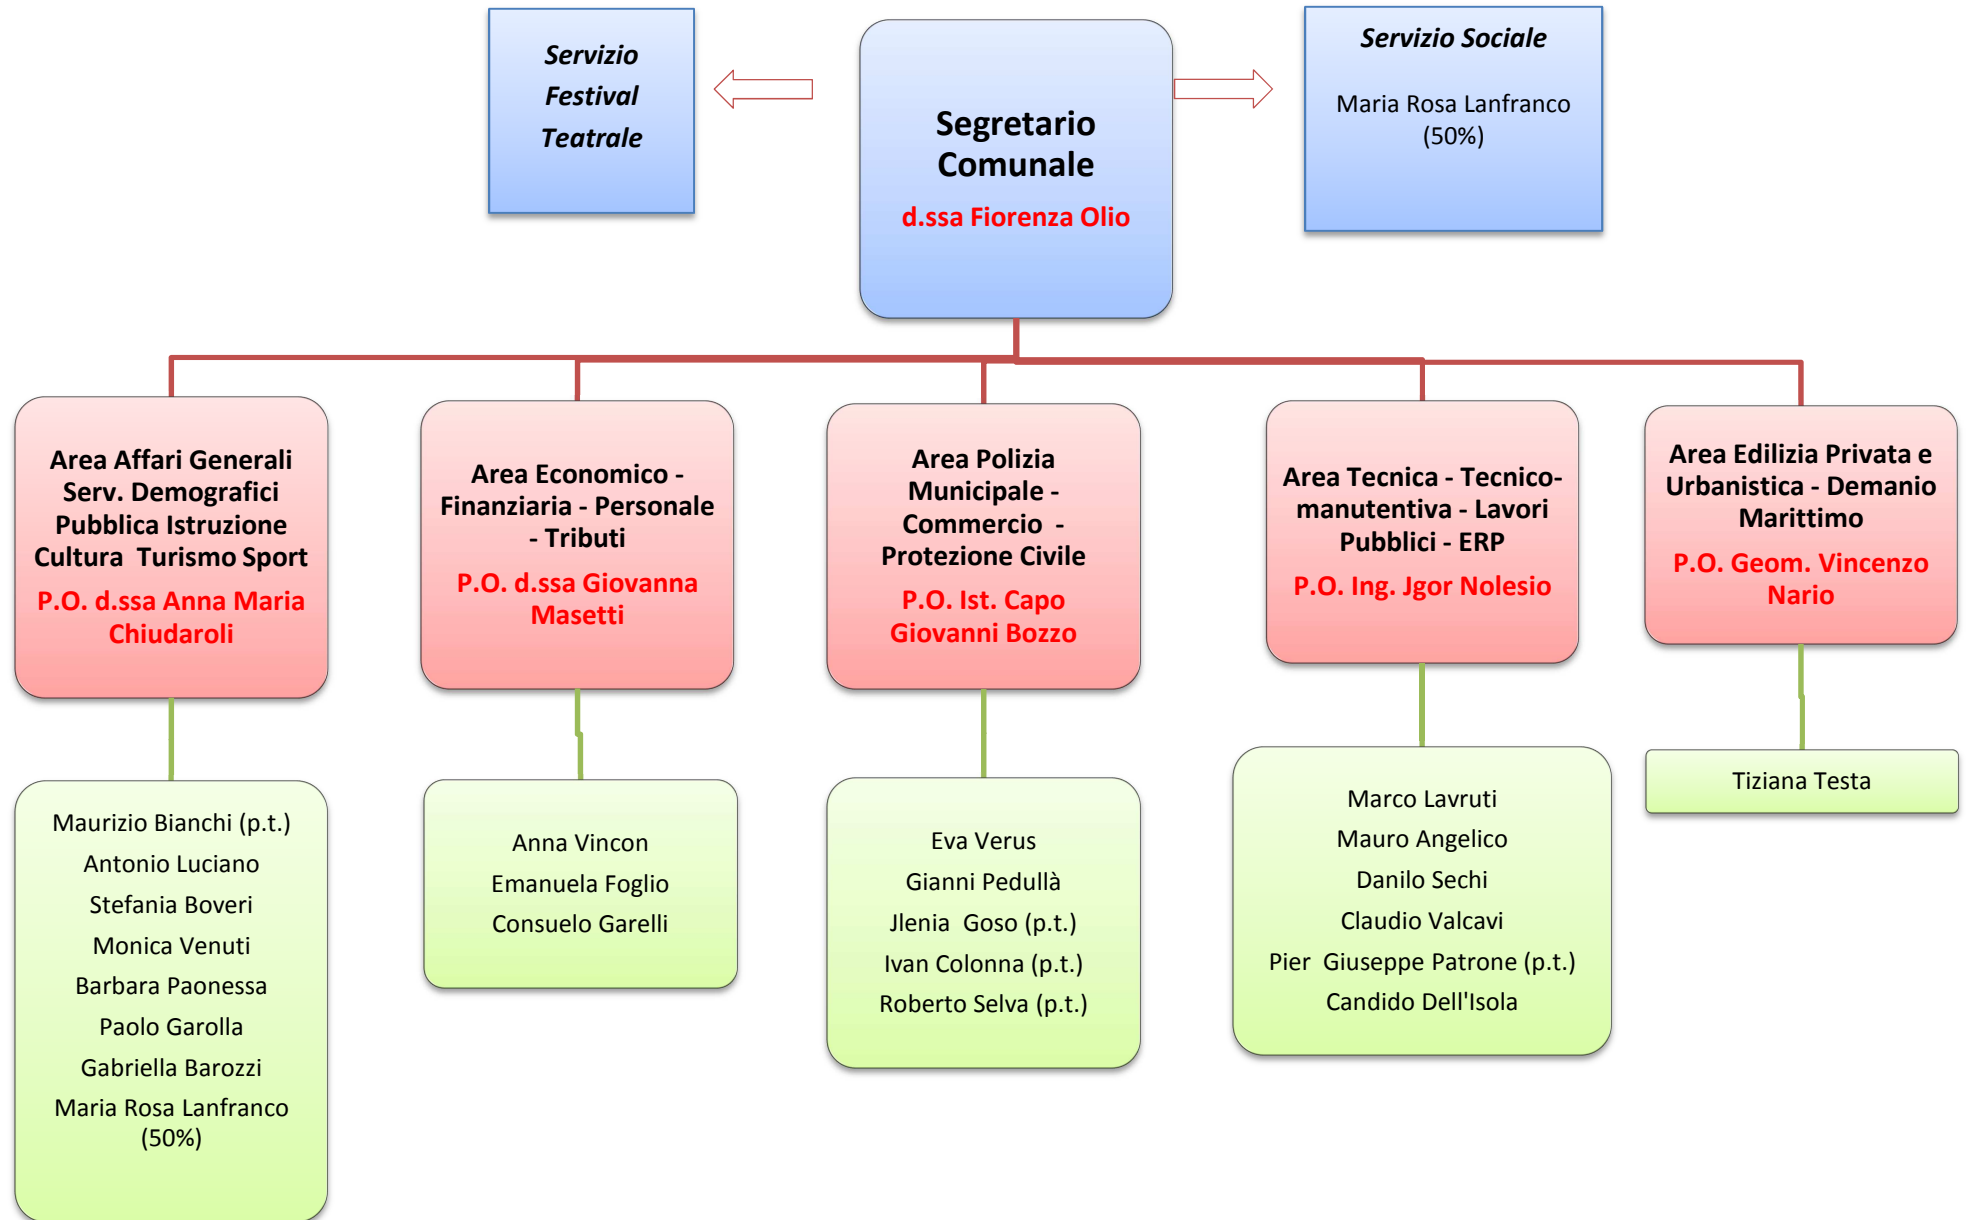 Servizio
Festival
Teatrale
Segretario
Comunale
d.ssa Fiorenza Olio
Servizio Sociale
Maria Rosa Lanfranco
(50%)
Area Affari Generali
Serv. Demografici
Pubblica Istruzione
Cultura  Turismo Sport
P.O. d.ssa Anna Maria
Chiudaroli
Area Economico -
Finanziaria - Personale
- Tributi
P.O. d.ssa Giovanna
Masetti
Area Polizia
Municipale -
Commercio  -
Protezione Civile
P.O. Ist. Capo
Giovanni Bozzo
Area Tecnica - Tecnico-
manutentiva - Lavori
Pubblici - ERP
P.O. Ing. Jgor Nolesio
Area Edilizia Privata e
Urbanistica - Demanio
Marittimo
P.O. Geom. Vincenzo
Nario
Maurizio Bianchi (p.t.)
Antonio Luciano
Stefania Boveri
Monica Venuti
Barbara Paonessa
Paolo Garolla
Gabriella Barozzi
Maria Rosa Lanfranco
(50%)
Anna Vincon
Emanuela Foglio
Consuelo Garelli
Eva Verus
Gianni Pedullà
Jlenia  Goso (p.t.)
Ivan Colonna (p.t.)
Roberto Selva (p.t.)
Marco Lavruti
Mauro Angelico
Danilo Sechi
Claudio Valcavi
Pier  Giuseppe Patrone (p.t.)
Candido Dell'Isola
Tiziana Testa